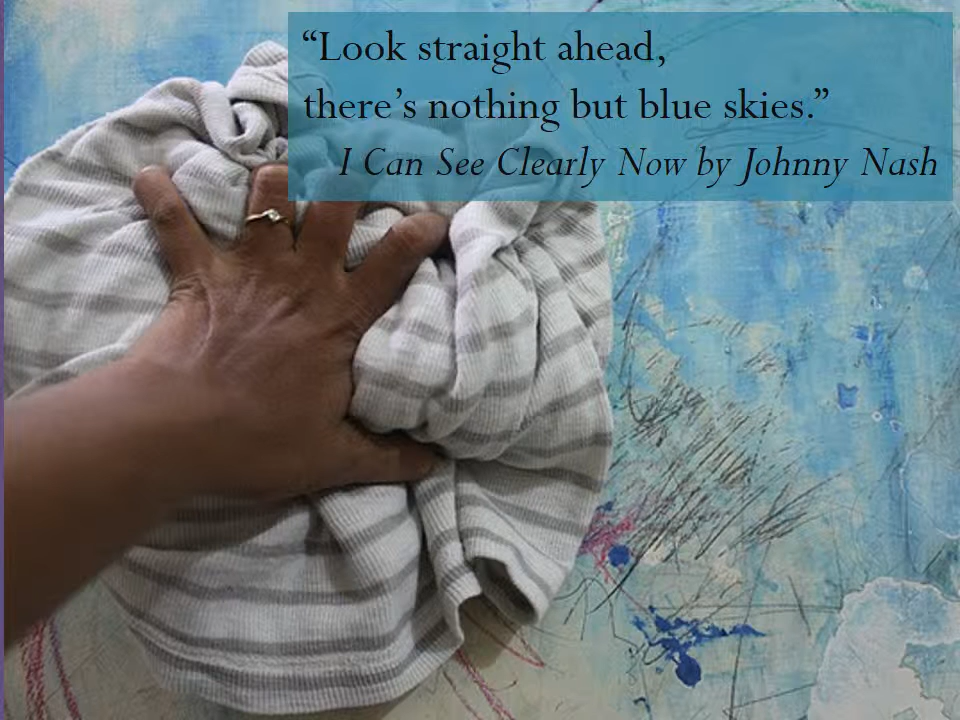 “Look straight ahead,
there’s nothing but blue skies.”
I Can See Clearly Now by Johnny Nash